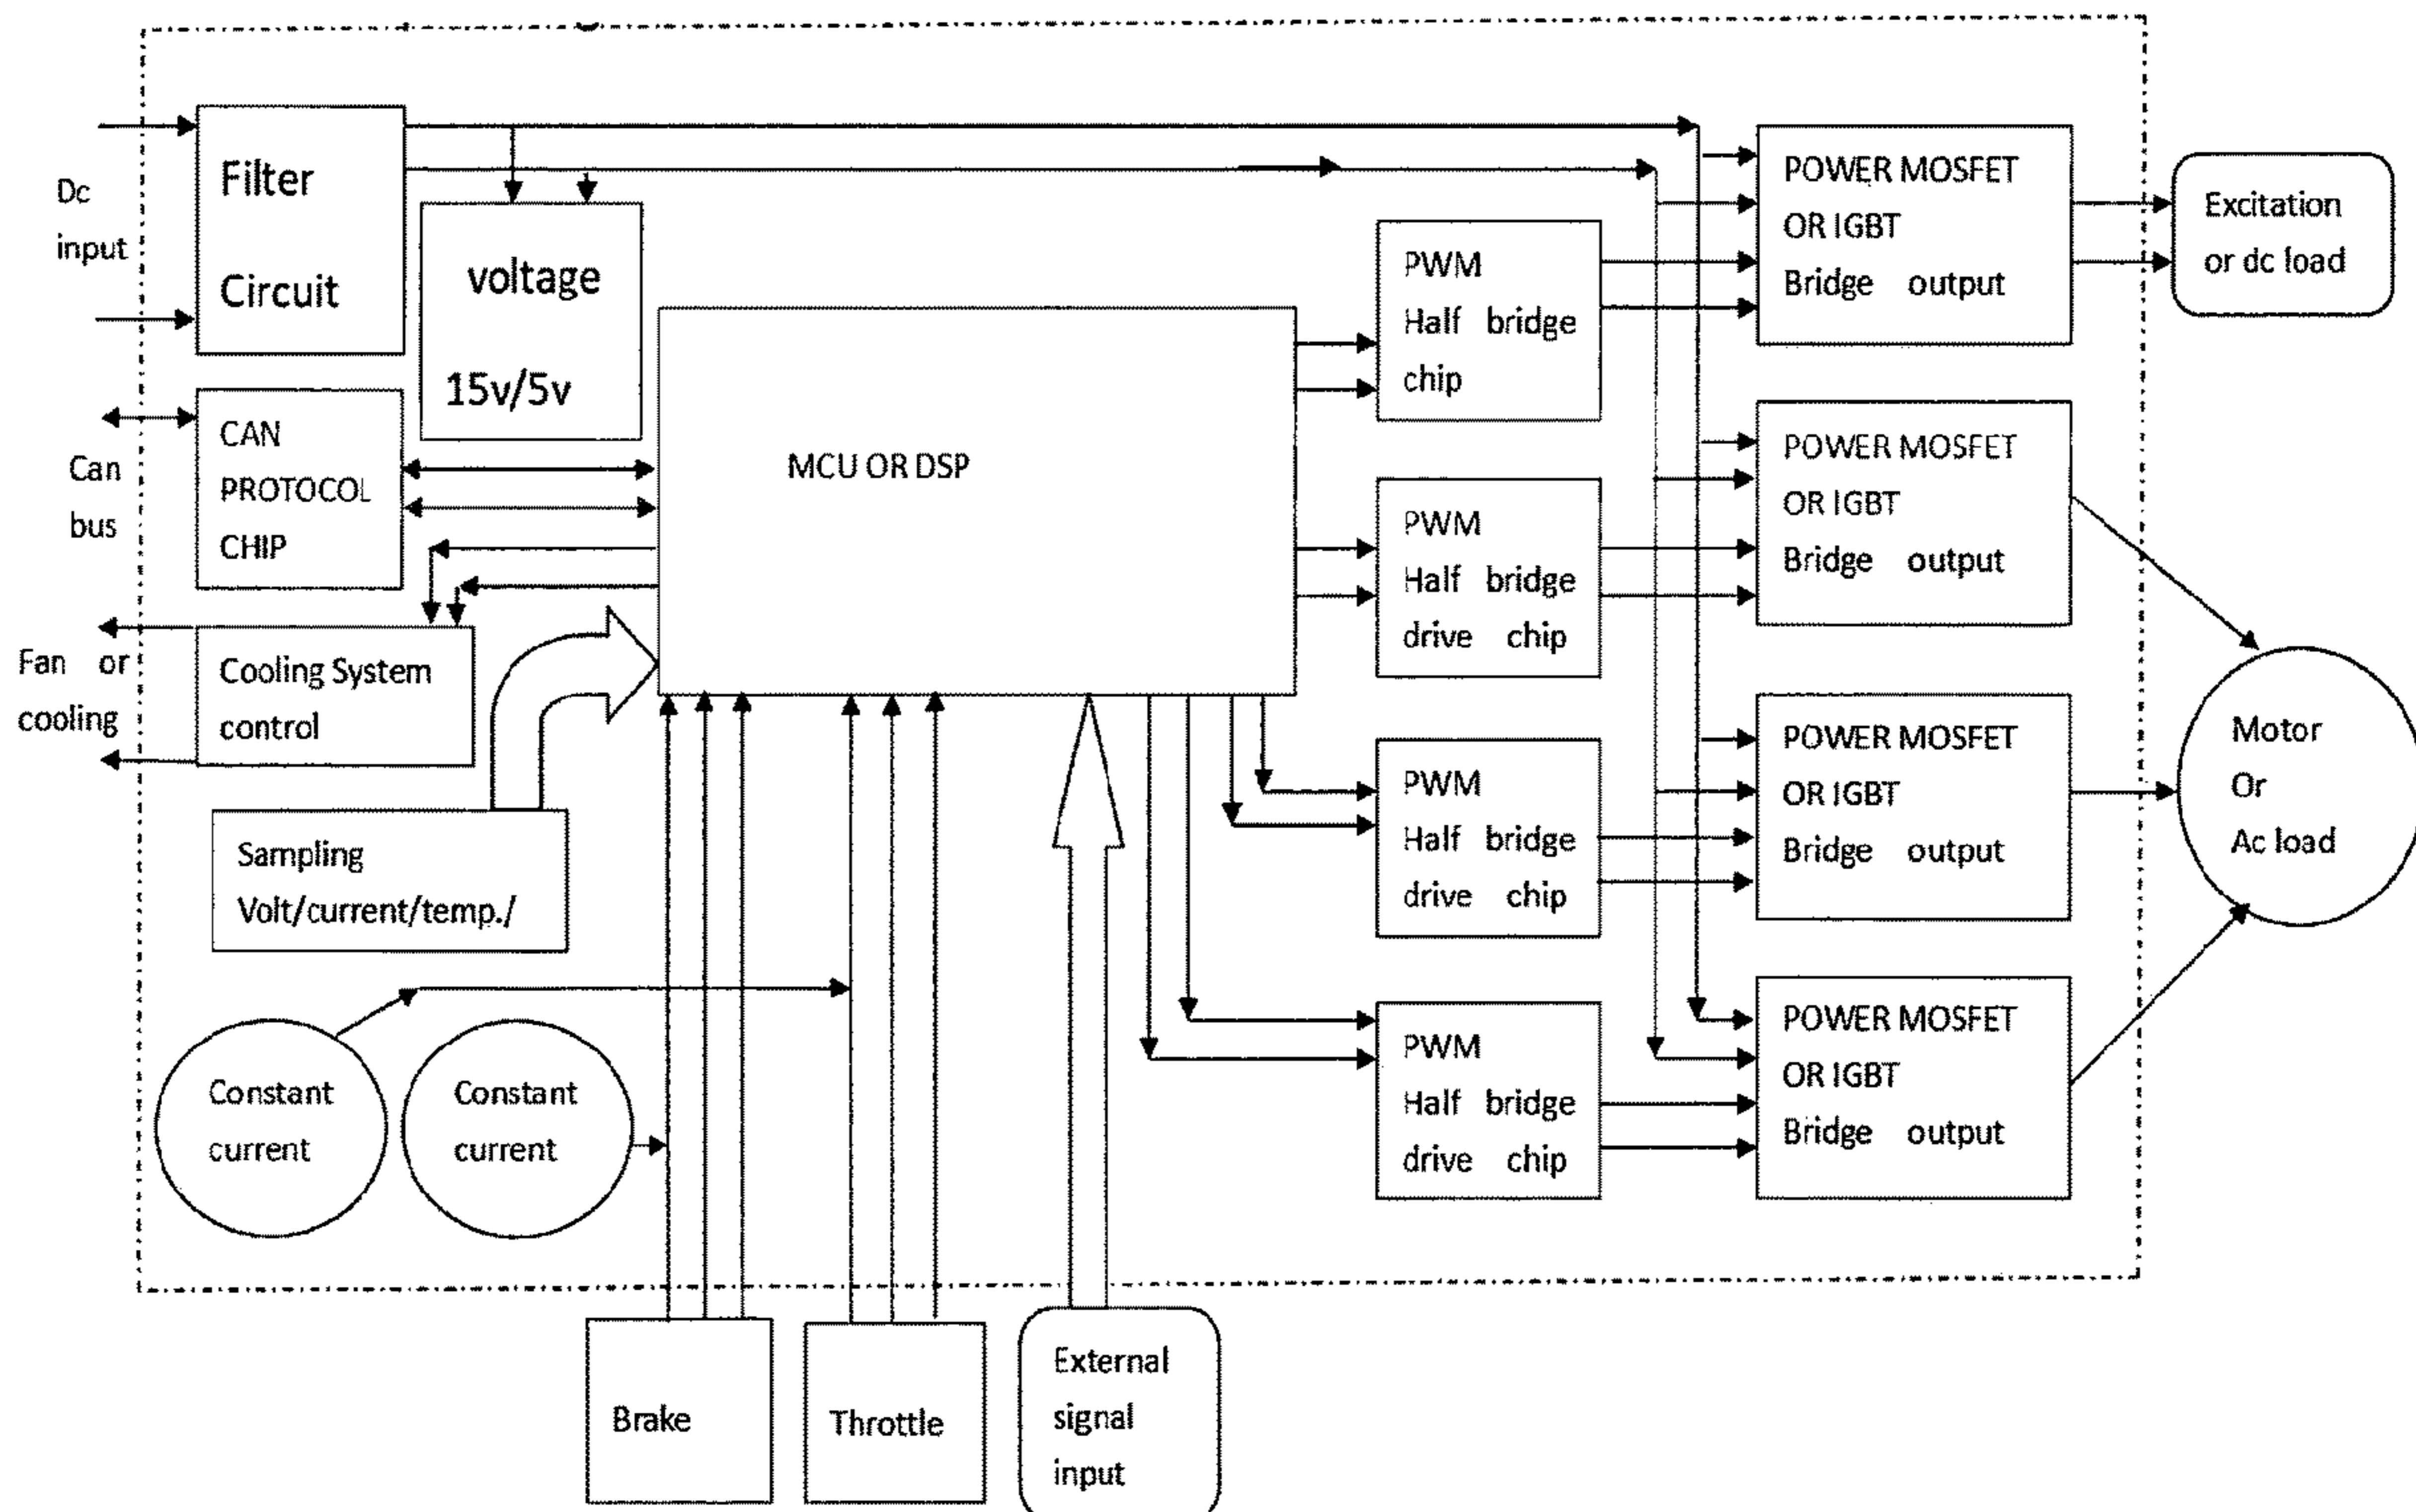 Dc
input
Filter
Circuit
voltage
15v/5v
Can
bus
CAN
PROTOCOL
CHIP
Fan or
cooling
Cooling System
control
Sampling
Volt/current/temp./
Constant
current
Constant
current
MCU OR DSP
PWM
Half bridge
chip
PWM
Half bridge
drive chip
PWM
Half bridge
drive chip
PWM
Half bridge
drive chip
POWER MOSFET
OR IGBT
Bridge output
POWER MOSFET
OR IGBT
Bridge output
POWER MOSFET
OR IGBT
Bridge output
POWER MOSFET
OR IGBT
Bridge output
Excitation
or dc load
Motor
Or
Ac load
Brake
Throttle
External
signal
input